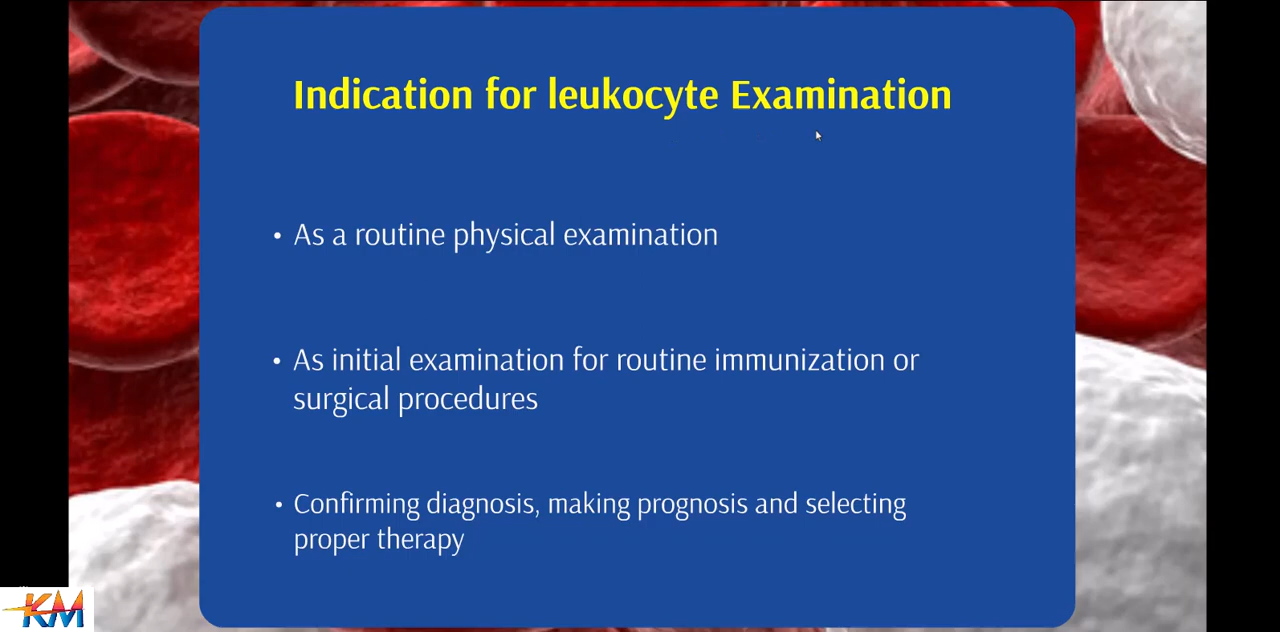 Indication for leukocyte Examination
• As a routine physical examination
• As initial examination for routine immunization or
surgical procedures
• Confirming diagnosis, making prognosis and selecting
proper therapy
KM